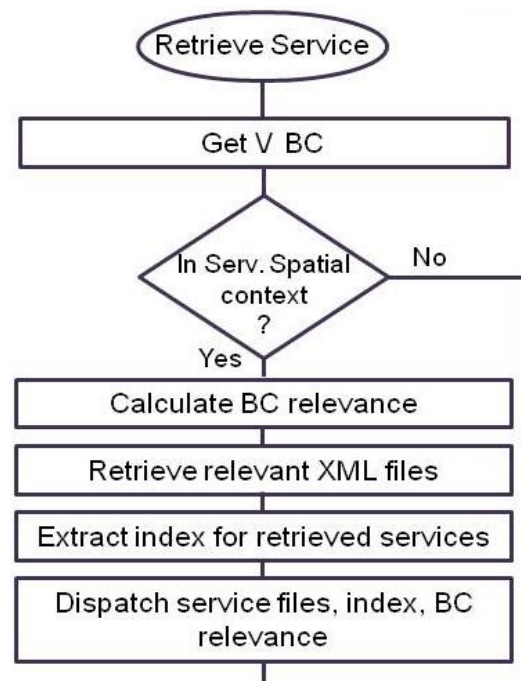 Retrieve Service
Get V BC
In Serv. Spatial
context
?
No
Yes
Calculate BC relevance
Retrieve relevant XML files
Extract index for retrieved services
Dispatch service files, index, BC
relevance